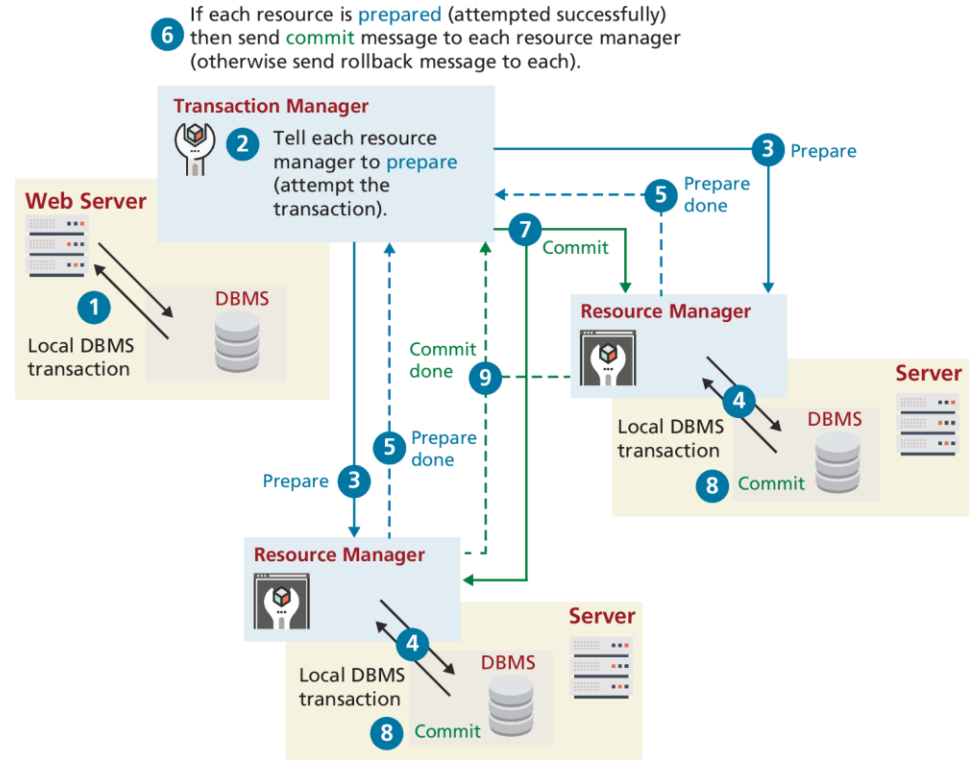 6
If each resource is prepared (attempted successfully)
then send commit message to each resource manager
(otherwise send rollback message to each).
Transaction Manager
2
Tell each resource
manager to prepare
(attempt the
transaction).
3
Prepare
5
Prepare
done
Web Server
1
DBMS
Local DBMS
transaction
7
Commit
Resource Manager
Commit
done
9
4
Server
Local DBMS
transaction
DBMS
8
Commit
5
Prepare
done
Prepare
3
Resource Manager
4
Server
Local DBMS
transaction
DBMS
8
Commit